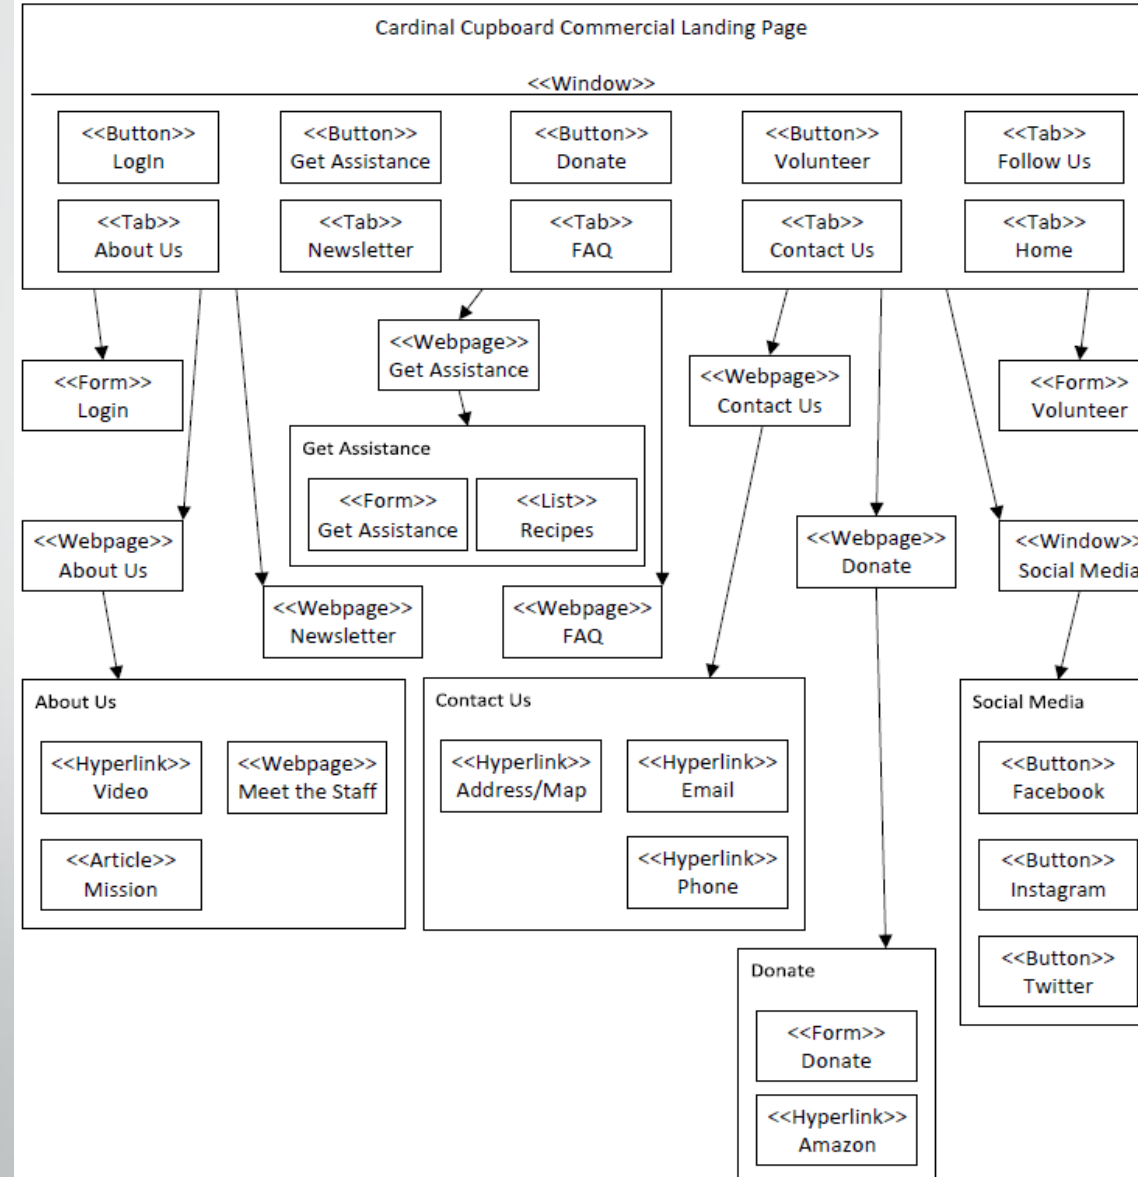 Cardinal Cupboard Commercial Landing Page
<<Window>>
<<Button>>
LogIn
<<Button>>
Get Assistance
<<Button>>
Donate
<<Button>>
Volunteer
<<Tab>>
Follow Us
<<Tab>>
About Us
<<Tab>>
Newsletter
<<Tab>>
FAQ
<<Tab>>
Contact Us
<<Tab>>
Home
<<Form>>
Login
<<Webpage>>
Get Assistance
<<Webpage>>
Contact Us
<<Form>>
Volunteer
Get Assistance
<<Form>>
Get Assistance
<<List>>
Recipes
<<Webpage>>
About Us
<<Webpage>>
Donate
<<Window>>
Social Media
<<Webpage>>
Newsletter
<<Webpage>>
FAQ
About Us
<<Hyperlink>>
Video
<<Webpage>>
Meet the Staff
<<Article>>
Mission
Contact Us
<<Hyperlink>>
Address/Map
<<Hyperlink>>
Email
<<Hyperlink>>
Phone
Social Media
<<Button>>
Facebook
<<Button>>
Instagram
<<Button>>
Twitter
Donate
<<Form>>
Donate
<<Hyperlink>>
Amazon